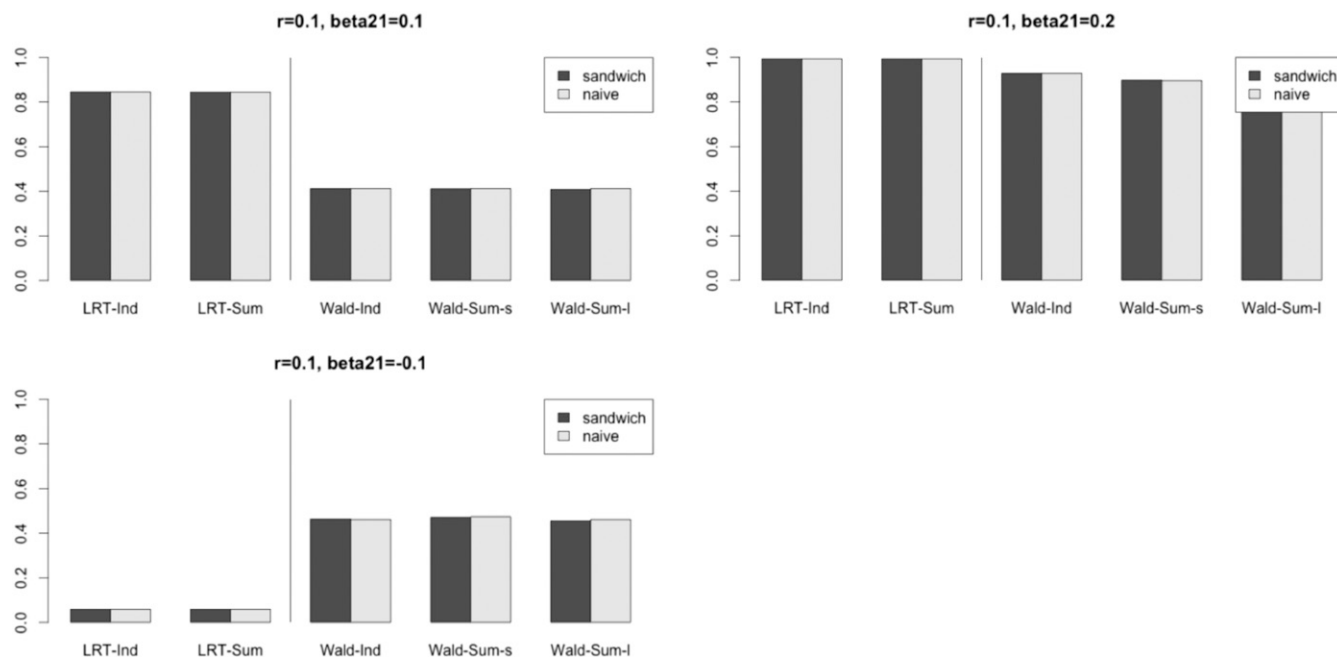 r=0.1, beta21=0.1
1.0
0.8
0.6
0.4
0.2
0.0
sandwich
naive
LRT-Ind LRT-Sum Wald-Ind Wald-Sum-s Wald-Sum-l
r=0.1, beta21=0.2
1.0
0.8
0.6
0.4
0.2
0.0
sandwich
naive
LRT-Ind LRT-Sum Wald-Ind Wald-Sum-s Wald-Sum-l
r=0.1, beta21=-0.1
1.0
0.8
0.6
0.4
0.2
0.0
sandwich
naive
LRT-Ind LRT-Sum Wald-Ind Wald-Sum-s Wald-Sum-l